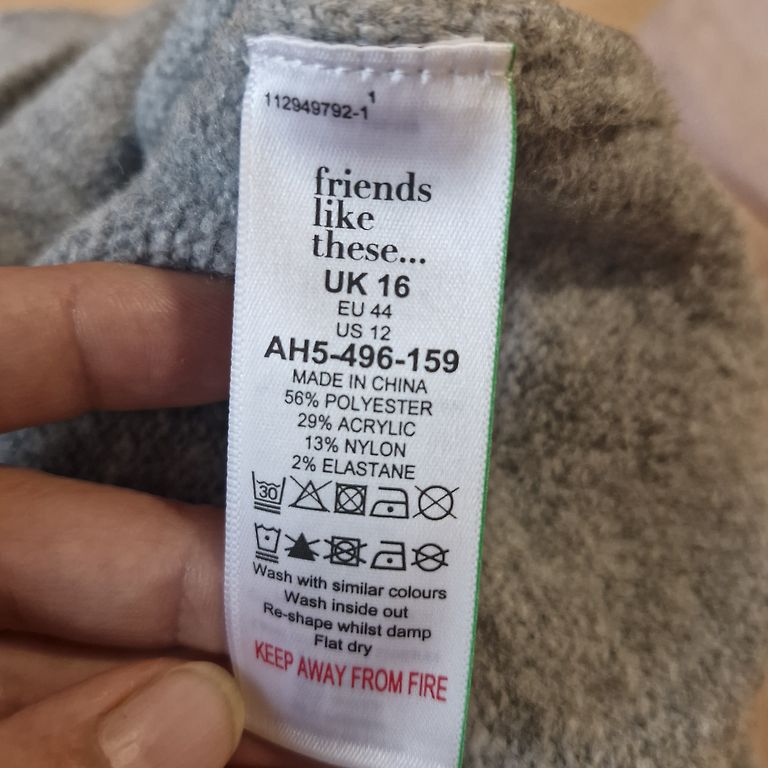 112949792-1 1
friends
like
these...
UK 16
EU 44
US 12
AH5-496-159
MADE IN CHINA
56% POLYESTER
29% ACRYLIC
13% NYLON
2% ELASTANE
30
Wash with similar colours
Wash inside out
Re-shape whilst damp
Flat dry
KEEP AWAY FROM FIRE